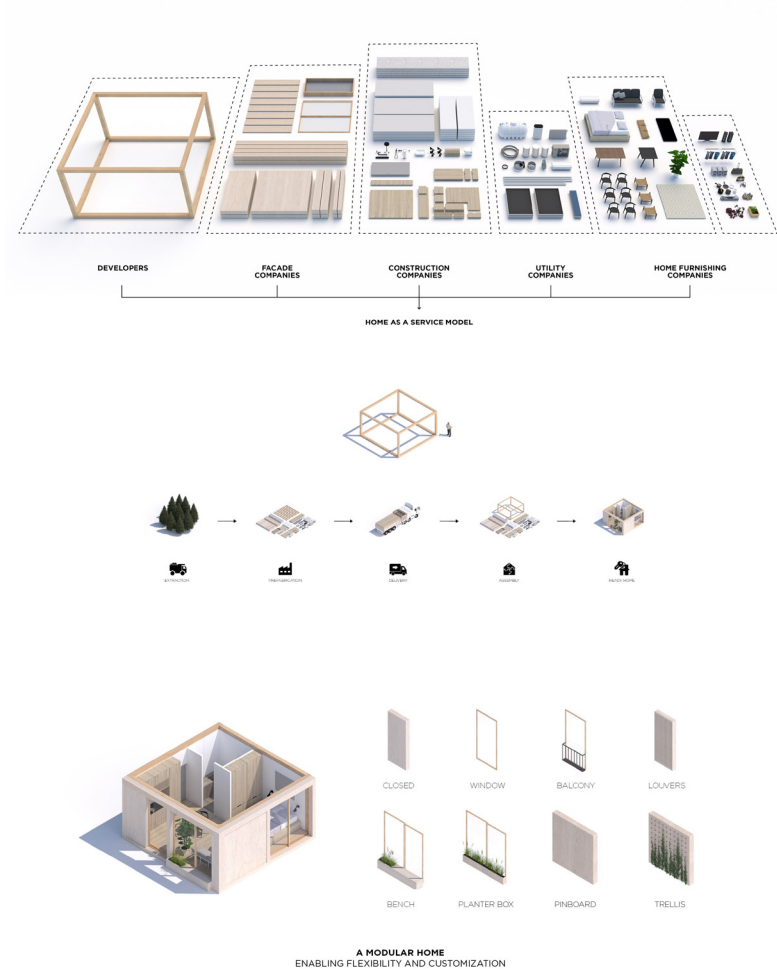 DEVELOPERS
FACADE
COMPANIES
CONSTRUCTION
COMPANIES
UTILITY
COMPANIES
HOME FURNISHING
COMPANIES
HOME AS A SERVICE MODEL
EXTRACTION
PREFABRICATION
DELIVERY
ASSEMBLY
READY HOME
CLOSED
WINDOW
BALCONY
LOUVERS
BENCH
PLANTER BOX
PINBOARD
TRELLIS
A MODULAR HOME
ENABLING FLEXIBILITY AND CUSTOMIZATION